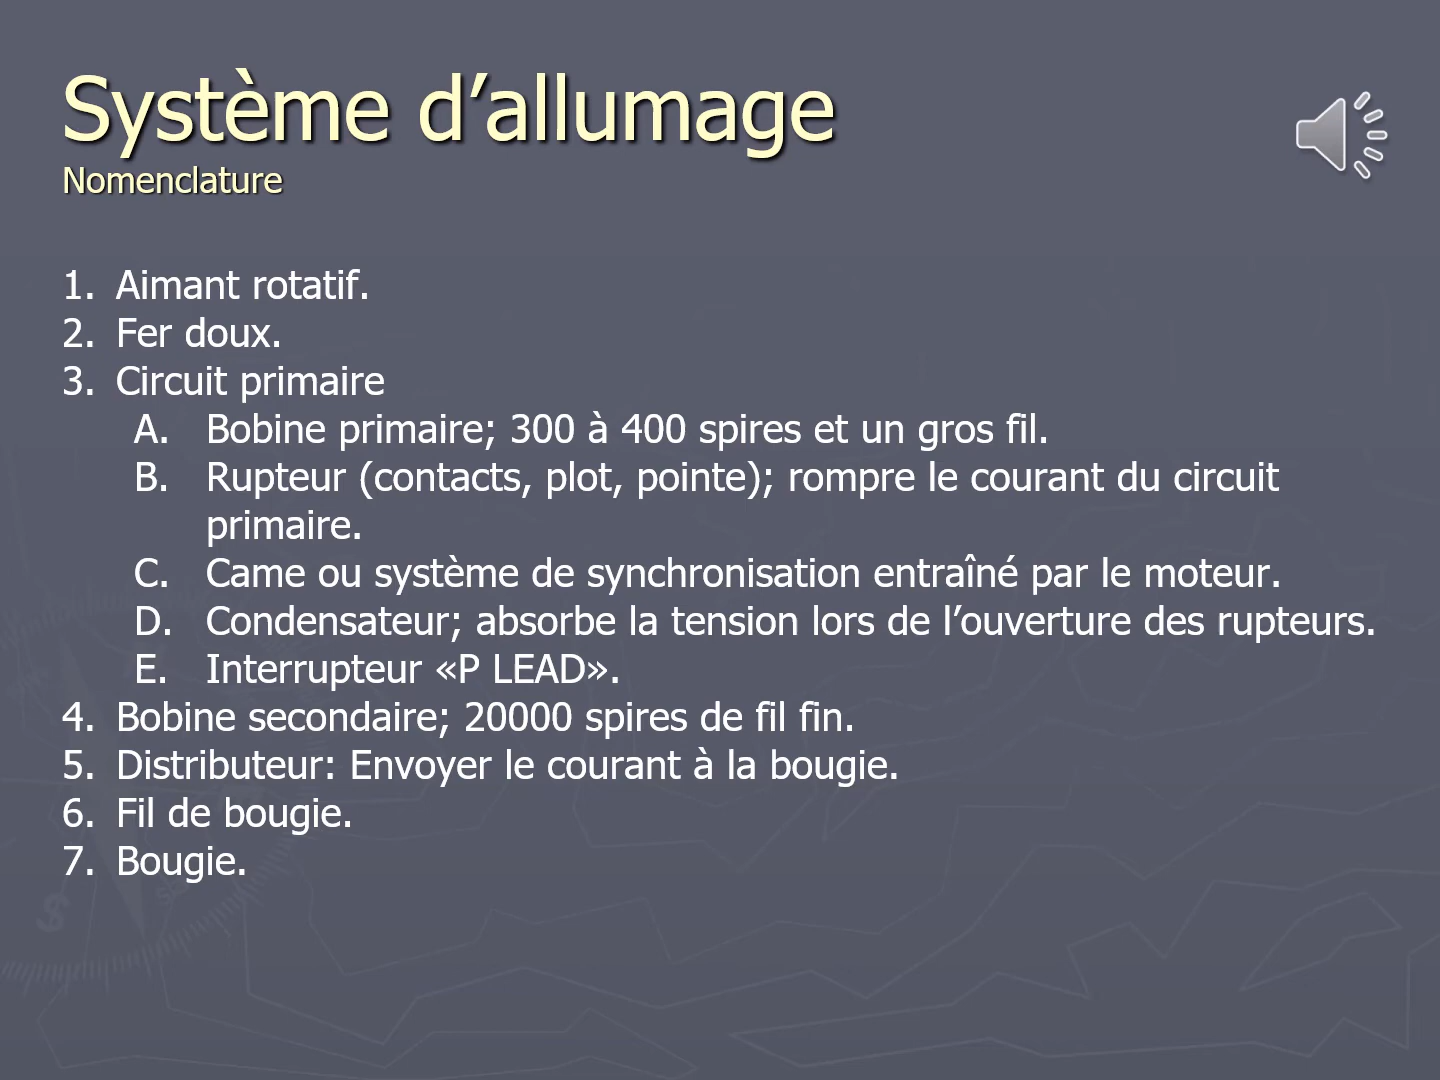 Système d’allumage
Nomenclature
1. Aimant rotatif.
2. Fer doux.
3. Circuit primaire
A. Bobine primaire; 300 à 400 spires et un gros fil.
B. Rupteur (contacts, plot, pointe); rompre le courant du circuit
primaire.
C. Came ou système de synchronisation entraîné par le moteur.
D. Condensateur; absorbe la tension lors de l’ouverture des rupteurs.
E. Interrupteur «P LEAD».
4. Bobine secondaire; 20000 spires de fil fin.
5. Distributeur: Envoyer le courant à la bougie.
6. Fil de bougie.
7. Bougie.